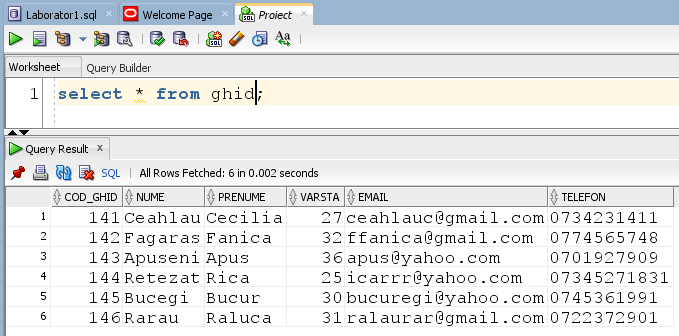 Laborator1.sql Welcome Page Project
Worksheet Query Builder
1 select * from ghid;
Query Result
SQL All Rows Fetched: 6 in 0.002 seconds
COD_GHID NUME PRENUME VARSTA EMAIL TELEFON
1 141 Ceahlau Cecilia 27 ceahlauc@gmail.com 0734231411
2 142 Fagaras Fanica 32 ffanica@gmail.com 0774565748
3 143 Apuseni Apus 36 apus@yahoo.com 0701927909
4 144 Retezat Rica 25 icarrr@yahoo.com 07345271831
5 145 Bucegi Bucur 30 bucuregi@yahoo.com 0745361991
6 146 Rarau Raluca 31 ralaurar@gmail.com 0722372901